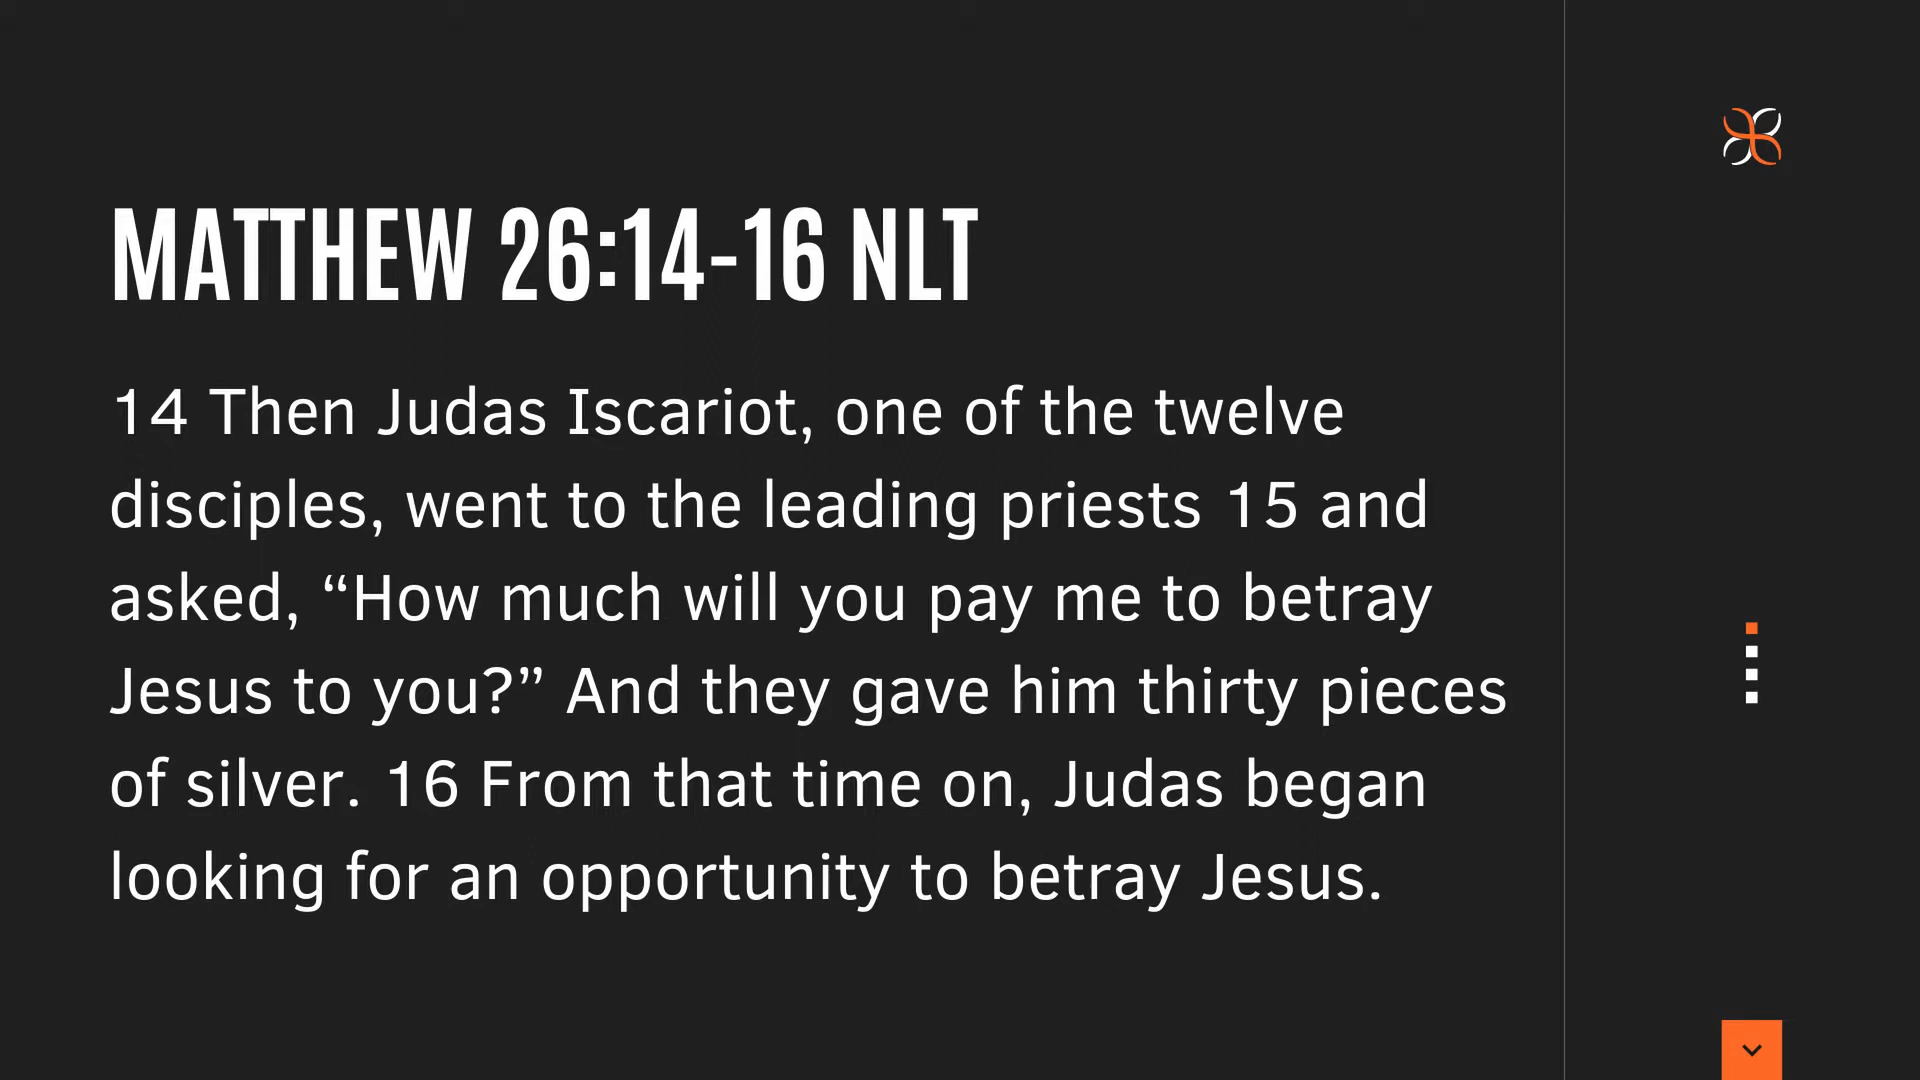 MATTHEW 26:14-16 NLT
14 Then Judas Iscariot, one of the twelve
disciples, went to the leading priests 15 and
asked, “How much will you pay me to betray
Jesus to you?” And they gave him thirty pieces
of silver. 16 From that time on, Judas began
looking for an opportunity to betray Jesus.